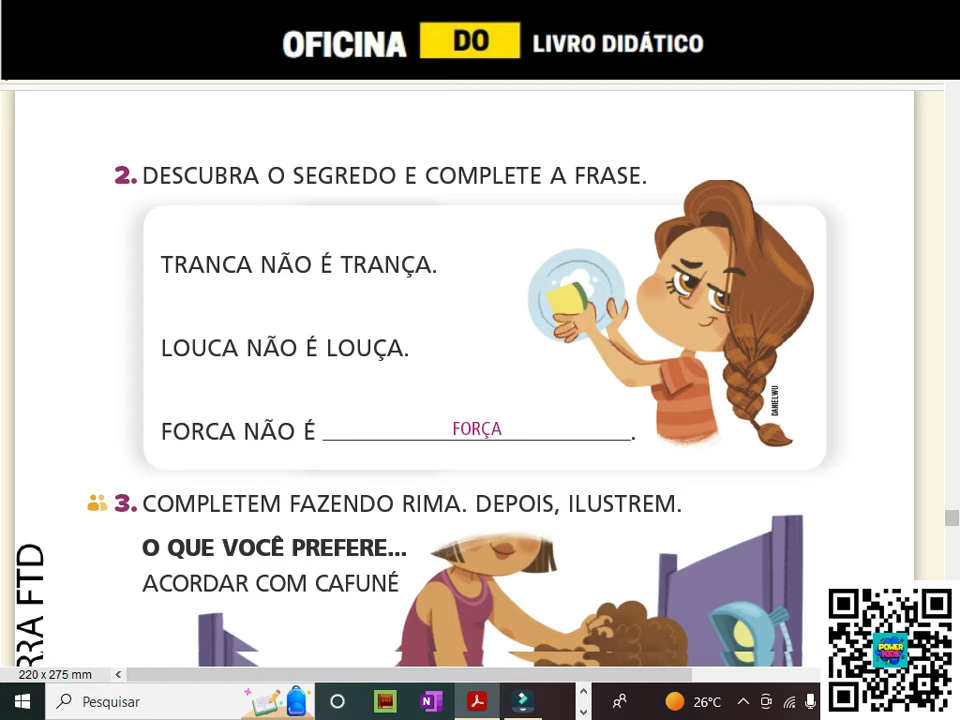 OFICINA DO LIVRO DIDÁTICO
2. DESCUBRA O SEGREDO E COMPLETE A FRASE.
TRANCA NÃO É TRANÇA.
LOUCA NÃO É LOUÇA.
FORCA NÃO É FORÇA.
DANIEL WU
3. COMPLETEM FAZENDO RIMA. DEPOIS, ILUSTREM.
O QUE VOCÊ PREFERE...
ACORDAR COM CAFUNÉ
RRA FTD
POWER KIDS
220 x 275 mm
Pesquisar
26°C